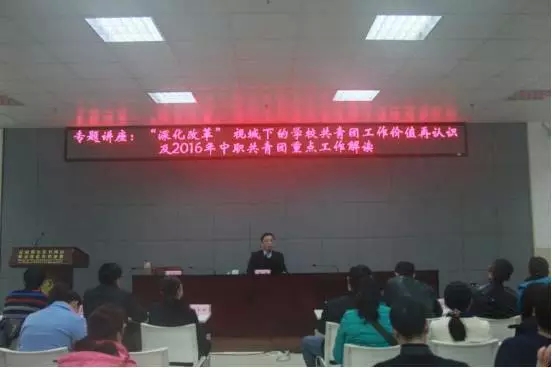 专题讲座：“深化改革”视域下的学校共青团工作价值再认识
及2016年中职共青团重点工作解读